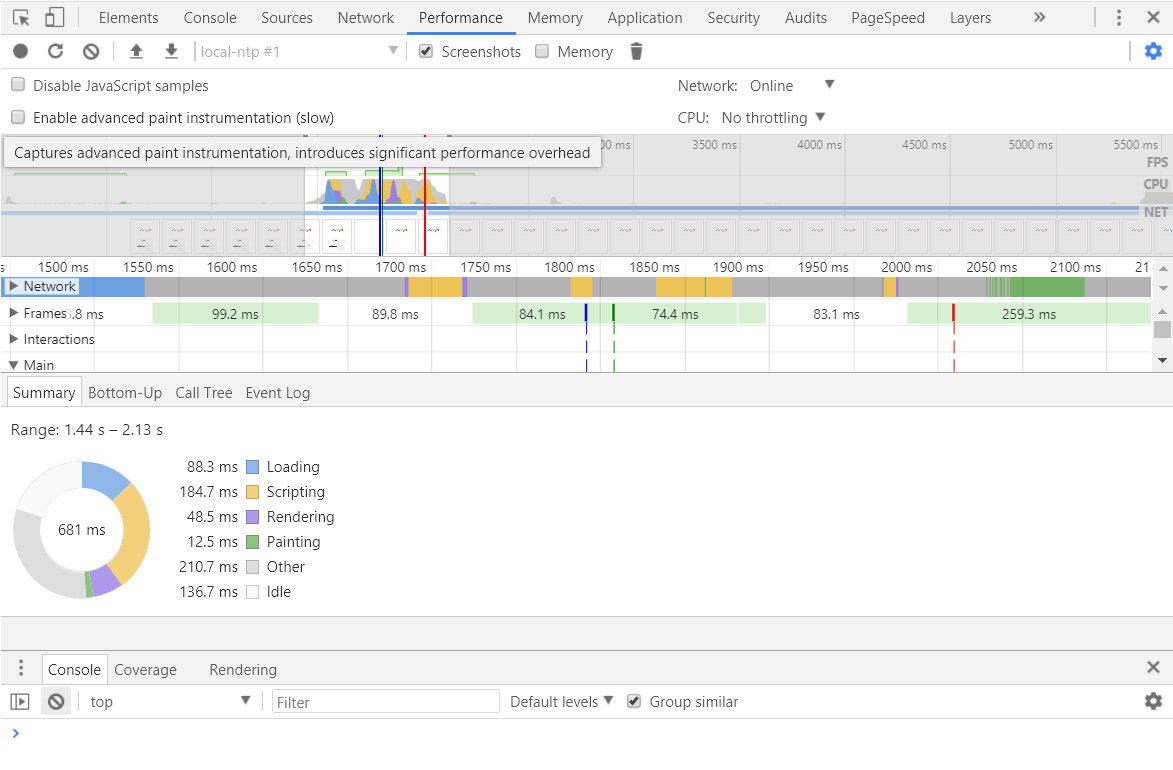 Elements Console Sources Network Performance Memory Application Security Audits PageSpeed Layers »
local-ntp #1 Screenshots Memory
Disable JavaScript samples Network: Online
Enable advanced paint instrumentation (slow) CPU: No throttling
Captures advanced paint instrumentation, introduces significant performance overhead
00 ms 3500 ms 4000 ms 4500 ms 5000 ms 5500 ms
FPS
CPU
NET
s 1500 ms 1550 ms 1600 ms 1650 ms 1700 ms 1750 ms 1800 ms 1850 ms 1900 ms 1950 ms 2000 ms 2050 ms 2100 ms 21
Network
Frames .8 ms 99.2 ms 89.8 ms 84.1 ms 74.4 ms 83.1 ms 259.3 ms
Interactions
Main
Summary Bottom-Up Call Tree Event Log
Range: 1.44 s – 2.13 s
88.3 ms Loading
184.7 ms Scripting
48.5 ms Rendering
681 ms
12.5 ms Painting
210.7 ms Other
136.7 ms Idle
Console Coverage Rendering
top Filter Default levels Group similar